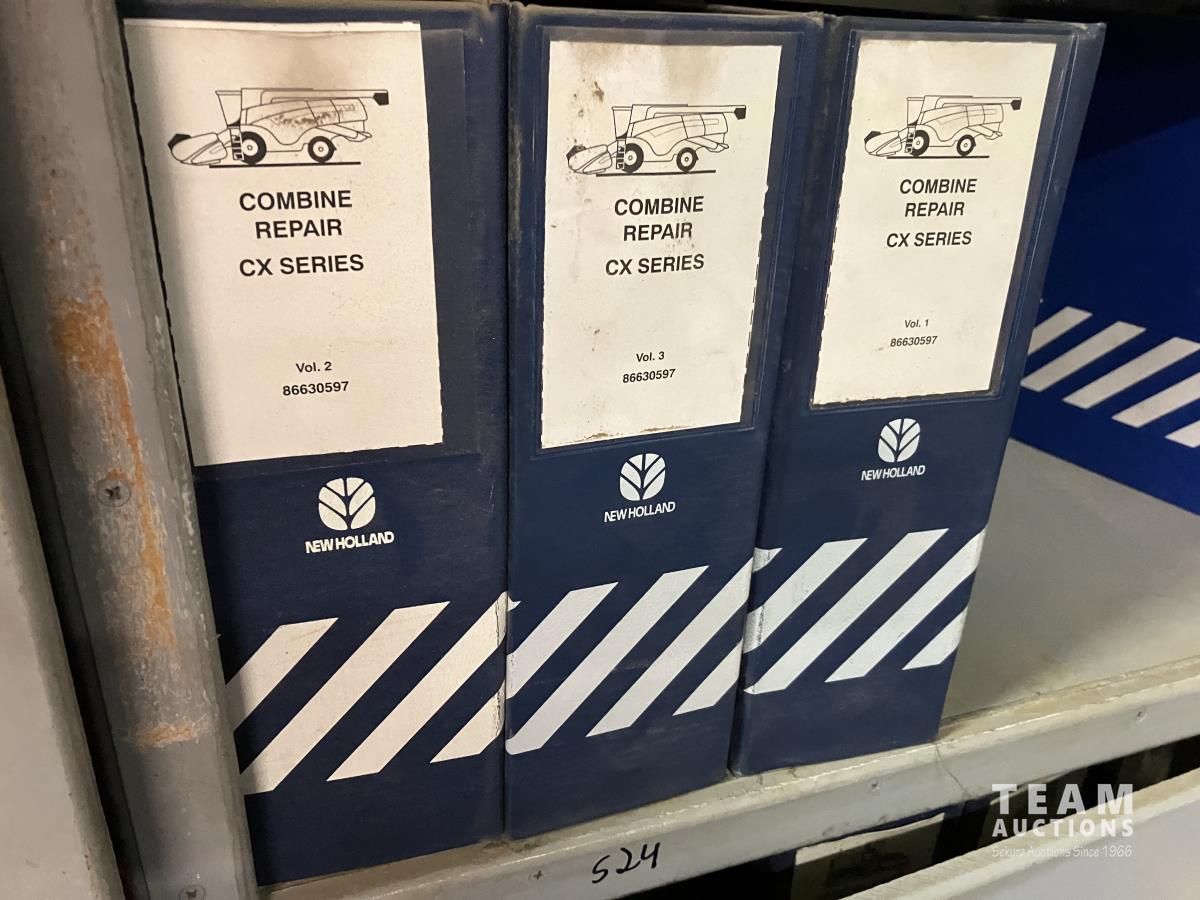 COMBINE
REPAIR
CX SERIES
Vol. 2
86630597
NEW HOLLAND
COMBINE
REPAIR
CX SERIES
Vol. 3
86630597
NEW HOLLAND
COMBINE
REPAIR
CX SERIES
Vol. 1
86630597
NEW HOLLAND
S24
TEAM
AUCTIONS
Sekura Auctions Since 1966